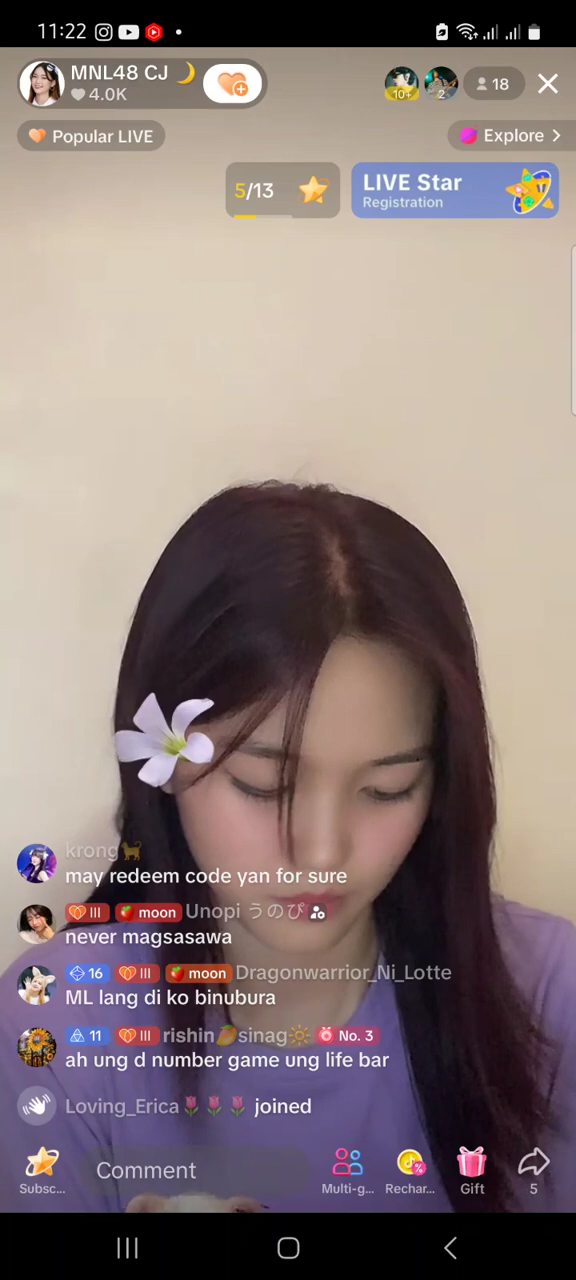 11:22
MNL48 CJ 🌙
4.0K
10+
2
18
Popular LIVE
Explore >
5/13
LIVE Star
Registration
krong🐈
may redeem code yan for sure
III moon Unopi うのぴ
never magsasawa
16 III moon Dragonwarrior_Ni_Lotte
ML lang di ko binubura
11 III rishin🥭sinag☀️ No. 3
ah ung d number game ung life bar
Loving_Erica🌷🌷🌷 joined
Comment
Subsc...
Multi-g...
Rechar...
Gift
5